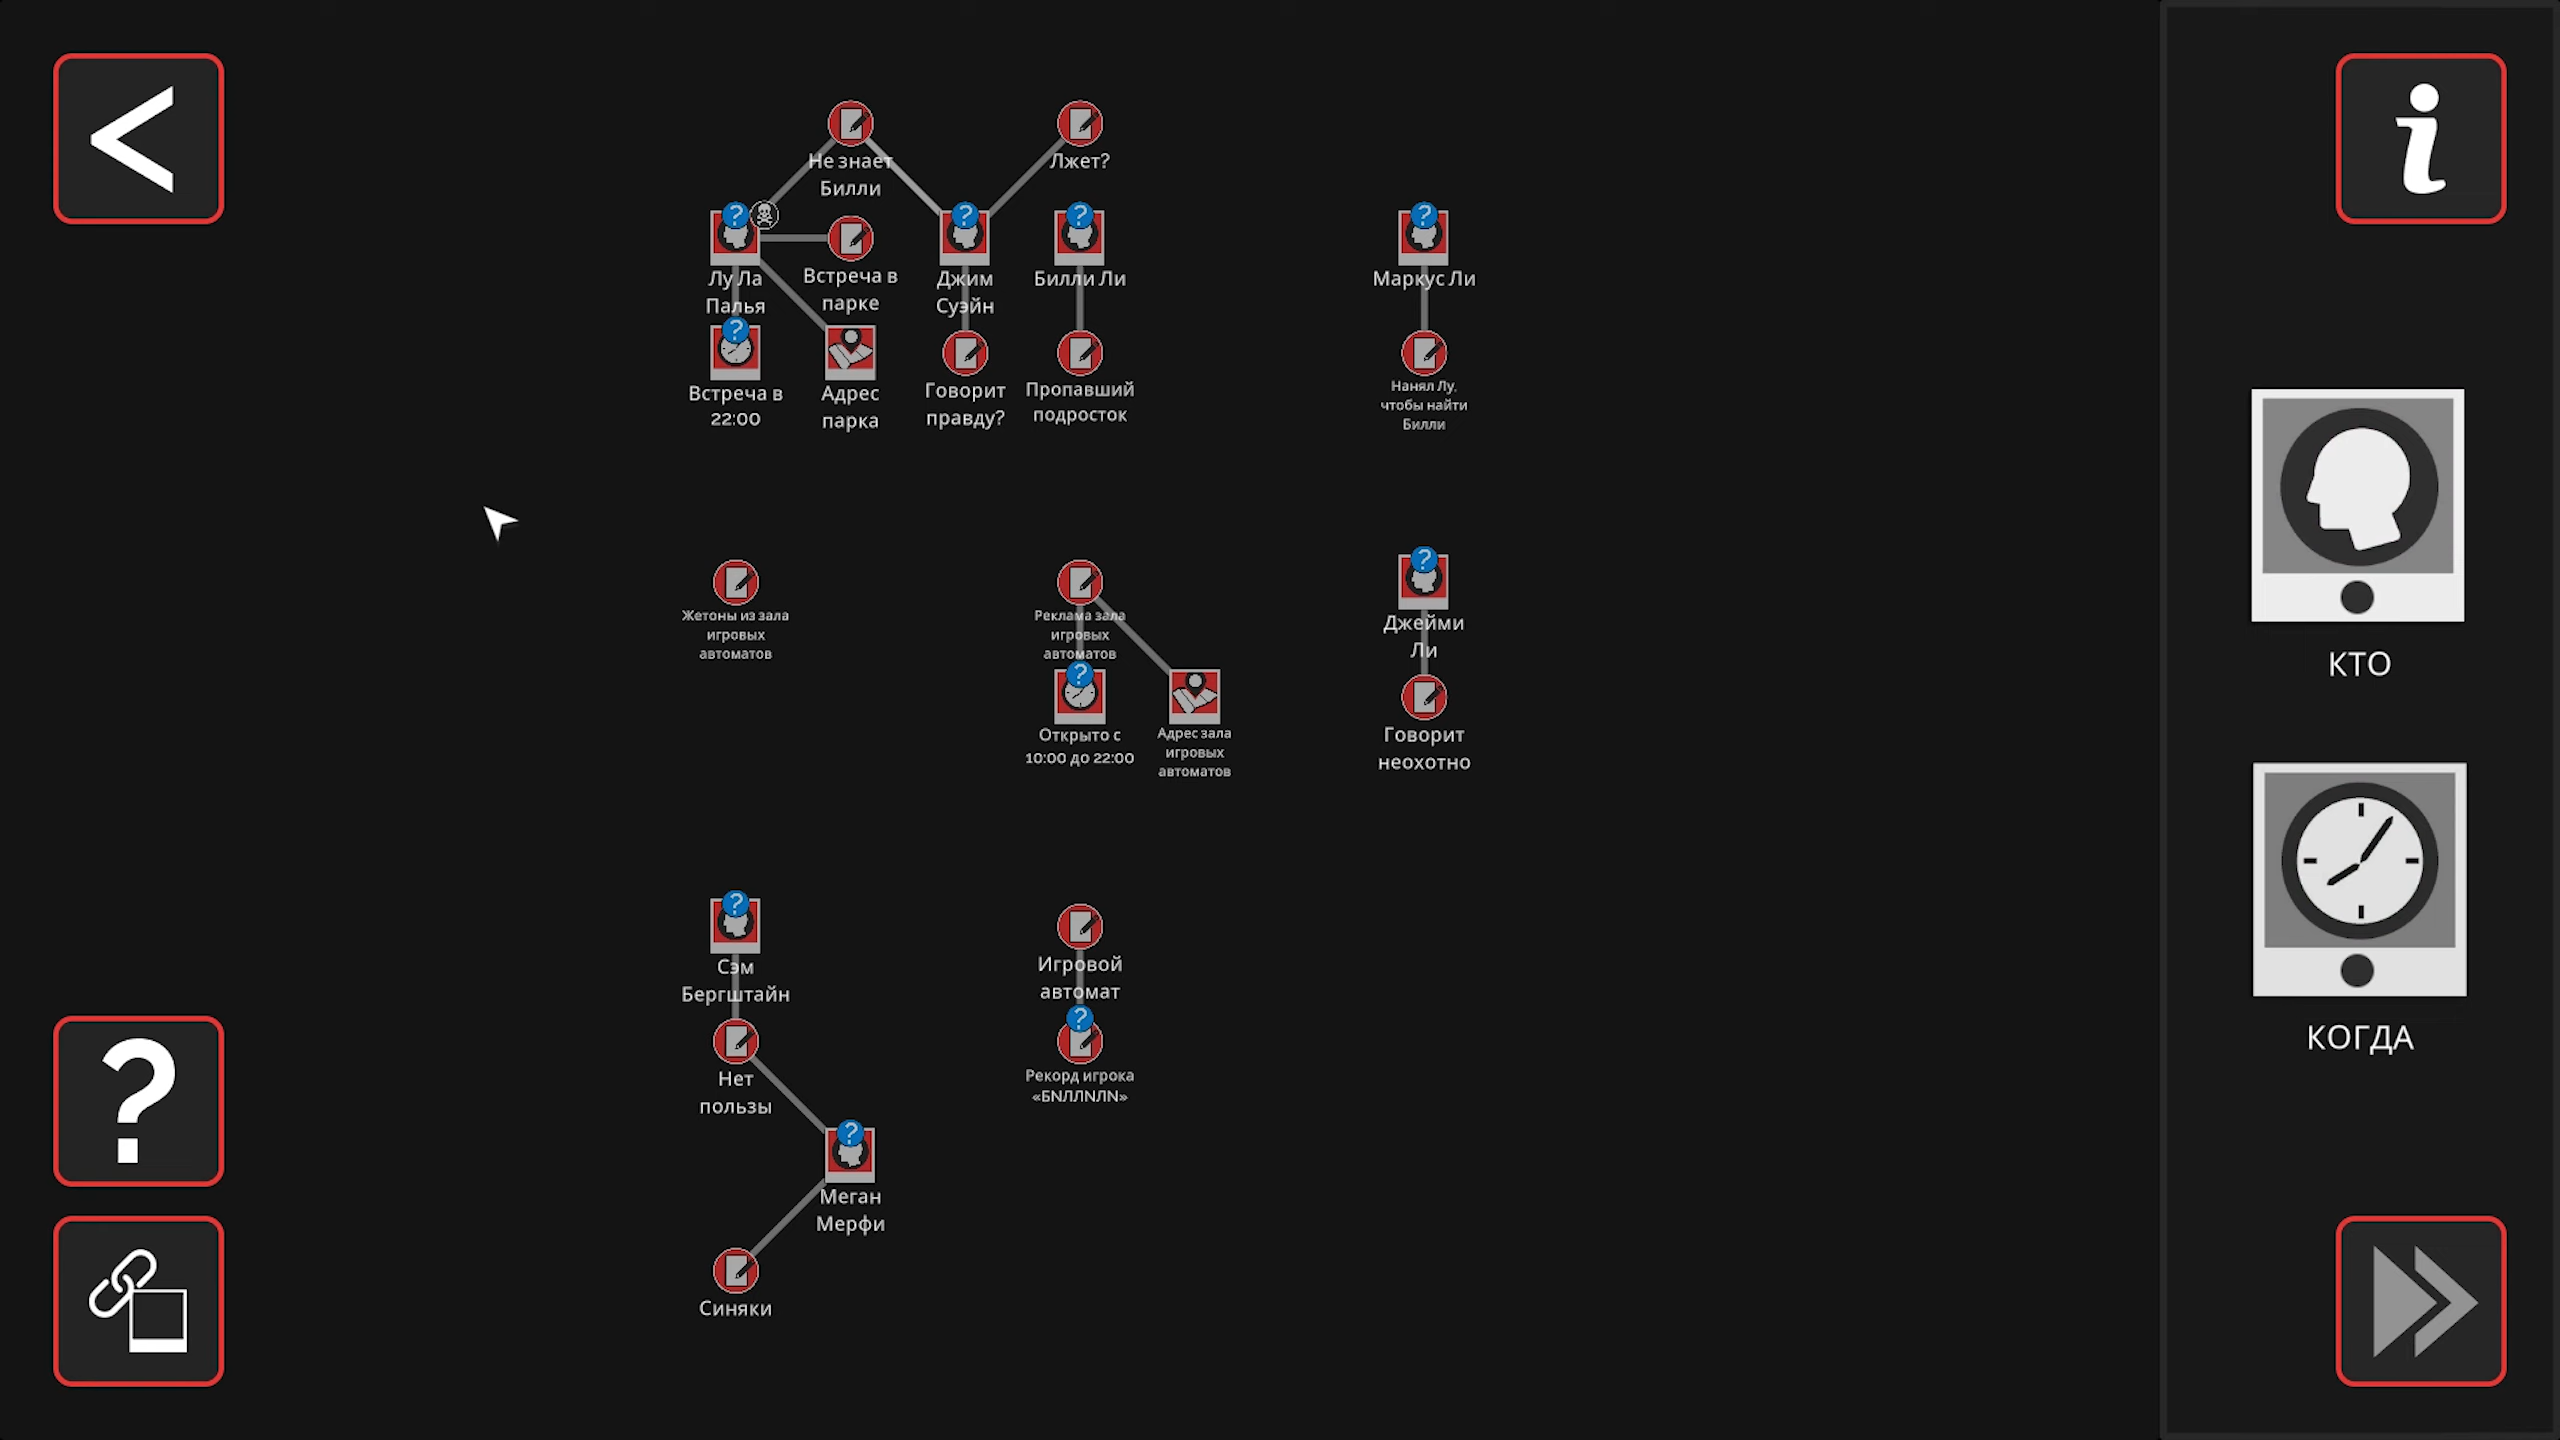 Не знает
Билли
Лжет?
Лу Ла
Палья
Встреча в
парке
Джим
Суэйн
Билли Ли
Маркус Ли
Встреча в
22:00
Адрес
парка
Говорит
правду?
Пропавший
подросток
Нанял Лу,
чтобы найти
Билли
Жетоны из зала
игровых
автоматов
Реклама зала
игровых
автоматов
Джейми
Ли
Открыто с
10:00 до 22:00
Адрес зала
игровых
автоматов
Говорит
неохотно
Сэм
Бергштайн
Игровой
автомат
Нет
пользы
Рекорд игрока
«БNЛЛNЛN»
Меган
Мерфи
Синяки
КТО
КОГДА